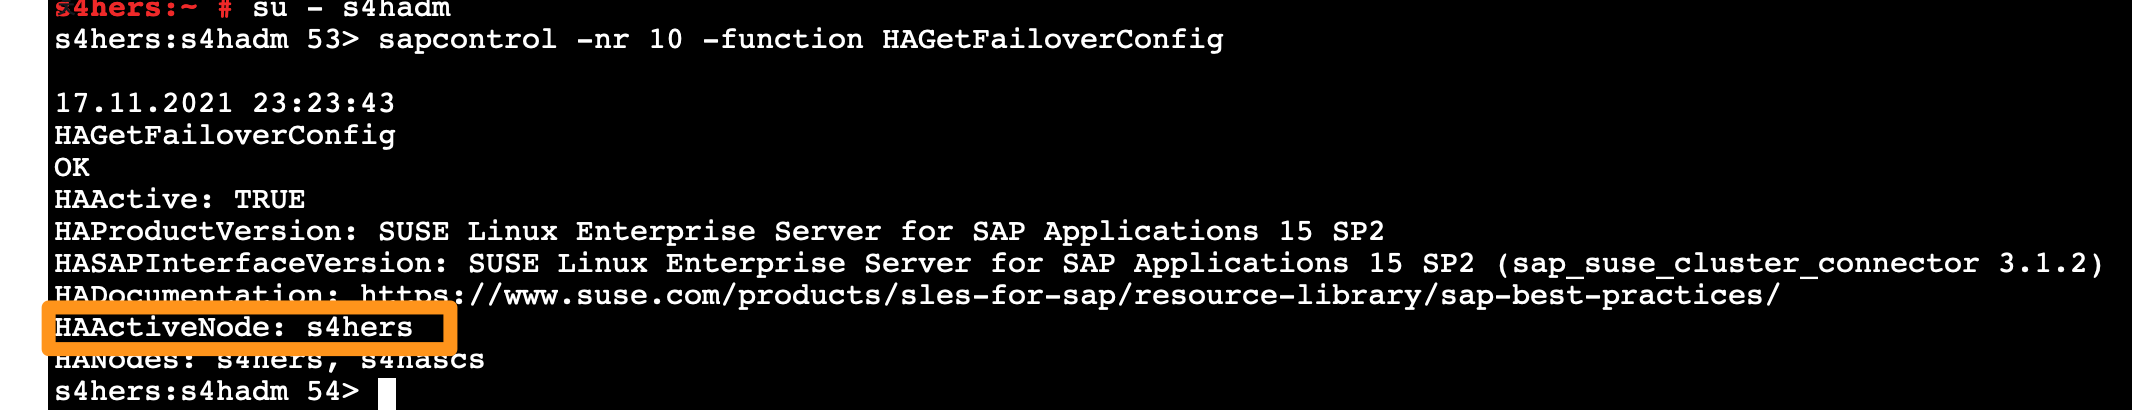 s4hers:~ # su - s4hadm
s4hers:s4hadm 53> sapcontrol -nr 10 -function HAGetFailoverConfig
17.11.2021 23:23:43
HAGetFailoverConfig
OK
HAActive: TRUE
HAProductVersion: SUSE Linux Enterprise Server for SAP Applications 15 SP2
HASAPInterfaceVersion: SUSE Linux Enterprise Server for SAP Applications 15 SP2 (sap_suse_cluster_connector 3.1.2)
HADocumentation: https://www.suse.com/products/sles-for-sap/resource-library/sap-best-practices/
HAActiveNode: s4hers
HANodes: s4hers, s4hascs
s4hers:s4hadm 54>